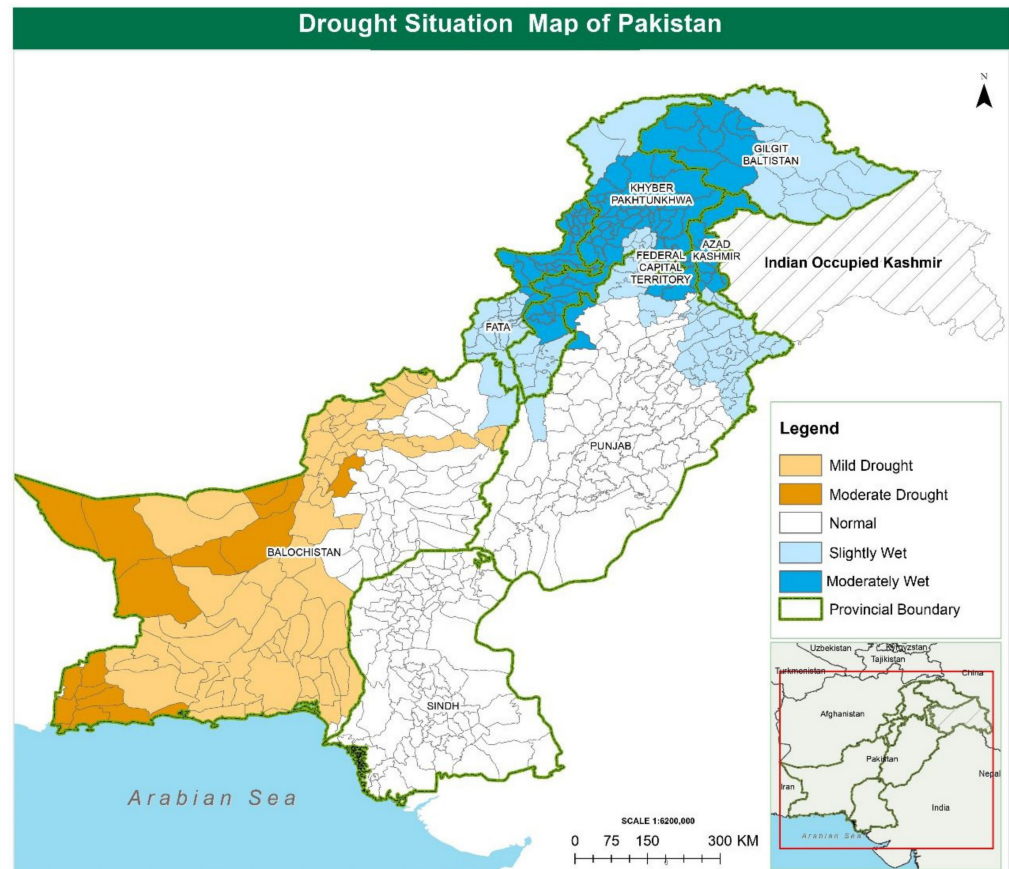 Drought Situation Map of Pakistan
N
GILGIT
BALTISTAN
KHYBER
PAKHTUNKHWA
AZAD
KASHMIR
FEDERAL
CAPITAL
TERRITORY
Indian Occupied Kashmir
FATA
PUNJAB
BALOCHISTAN
SINDH
Arabian Sea
SCALE 1:6200,000
0 75 150 300 KM
Legend
Mild Drought
Moderate Drought
Normal
Slightly Wet
Moderately Wet
Provincial Boundary
Uzbekistan
Kyrgyzstan
Tajikistan
Turkmenistan
China
Afghanistan
Pakistan
Nepal
Iran
India
Arabian Sea